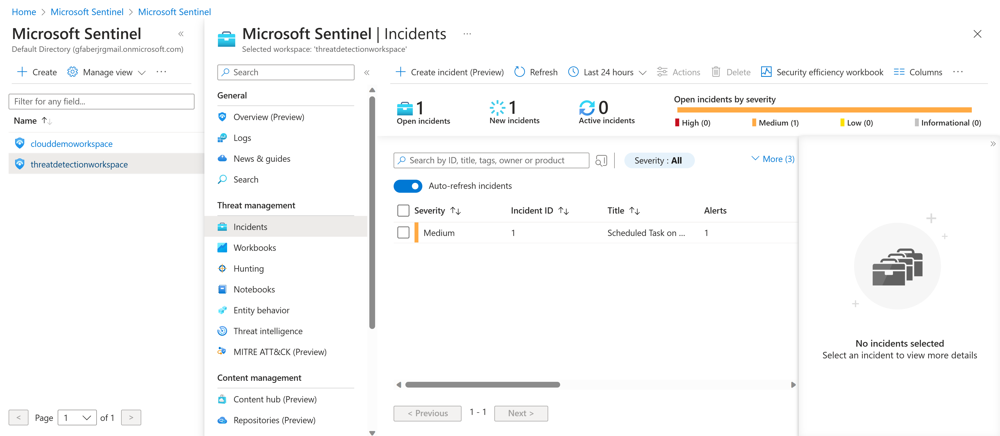 Home > Microsoft Sentinel > Microsoft Sentinel
Microsoft Sentinel
Default Directory (gfaberjrgmail.onmicrosoft.com)
Create
Manage view
Filter for any field...
Name
clouddemoworkspace
threatdetectionworkspace
< Page 1 of 1 >
Microsoft Sentinel | Incidents
Selected workspace: 'threatdetectionworkspace'
Search
General
Overview (Preview)
Logs
News & guides
Search
Threat management
Incidents
Workbooks
Hunting
Notebooks
Entity behavior
Threat intelligence
MITRE ATT&CK (Preview)
Content management
Content hub (Preview)
Repositories (Preview)
Create incident (Preview) Refresh Last 24 hours Actions Delete Security efficiency workbook Columns
1
Open incidents
1
New incidents
0
Active incidents
Open incidents by severity
High (0) Medium (1) Low (0) Informational (0)
Search by ID, title, tags, owner or product
Severity : All
More (3)
Auto-refresh incidents
Severity Incident ID Title Alerts
Medium 1 Scheduled Task on ... 1
< Previous 1 - 1 Next >
No incidents selected
Select an incident to view more details